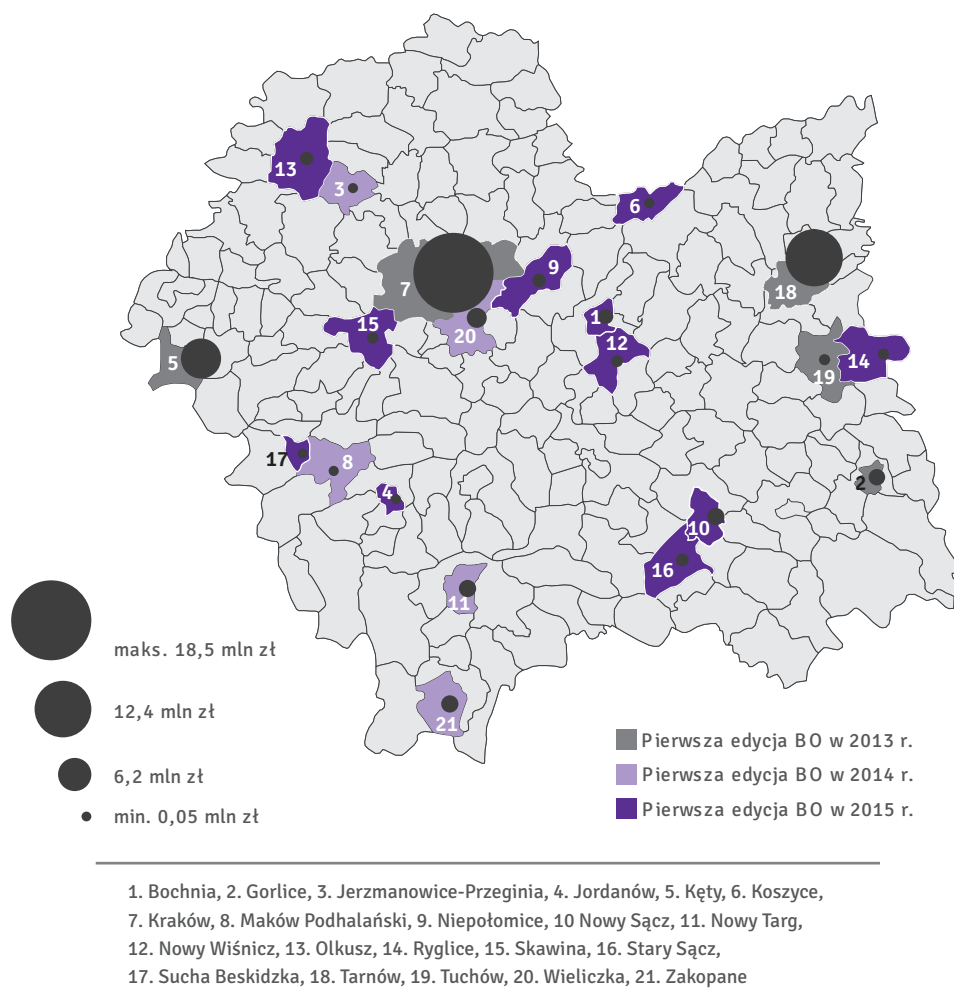 13
3
6
9
7
18
1
15
12
20
5
14
19
17
8
2
4
10
16
11
21
maks. 18,5 mln zł
12,4 mln zł
6,2 mln zł
min. 0,05 mln zł
Pierwsza edycja BO w 2013 r.
Pierwsza edycja BO w 2014 r.
Pierwsza edycja BO w 2015 r.
1. Bochnia, 2. Gorlice, 3. Jerzmanowice-Przeginia, 4. Jordanów, 5. Kęty, 6. Koszyce,
7. Kraków, 8. Maków Podhalański, 9. Niepołomice, 10 Nowy Sącz, 11. Nowy Targ,
12. Nowy Wiśnicz, 13. Olkusz, 14. Ryglice, 15. Skawina, 16. Stary Sącz,
17. Sucha Beskidzka, 18. Tarnów, 19. Tuchów, 20. Wieliczka, 21. Zakopane